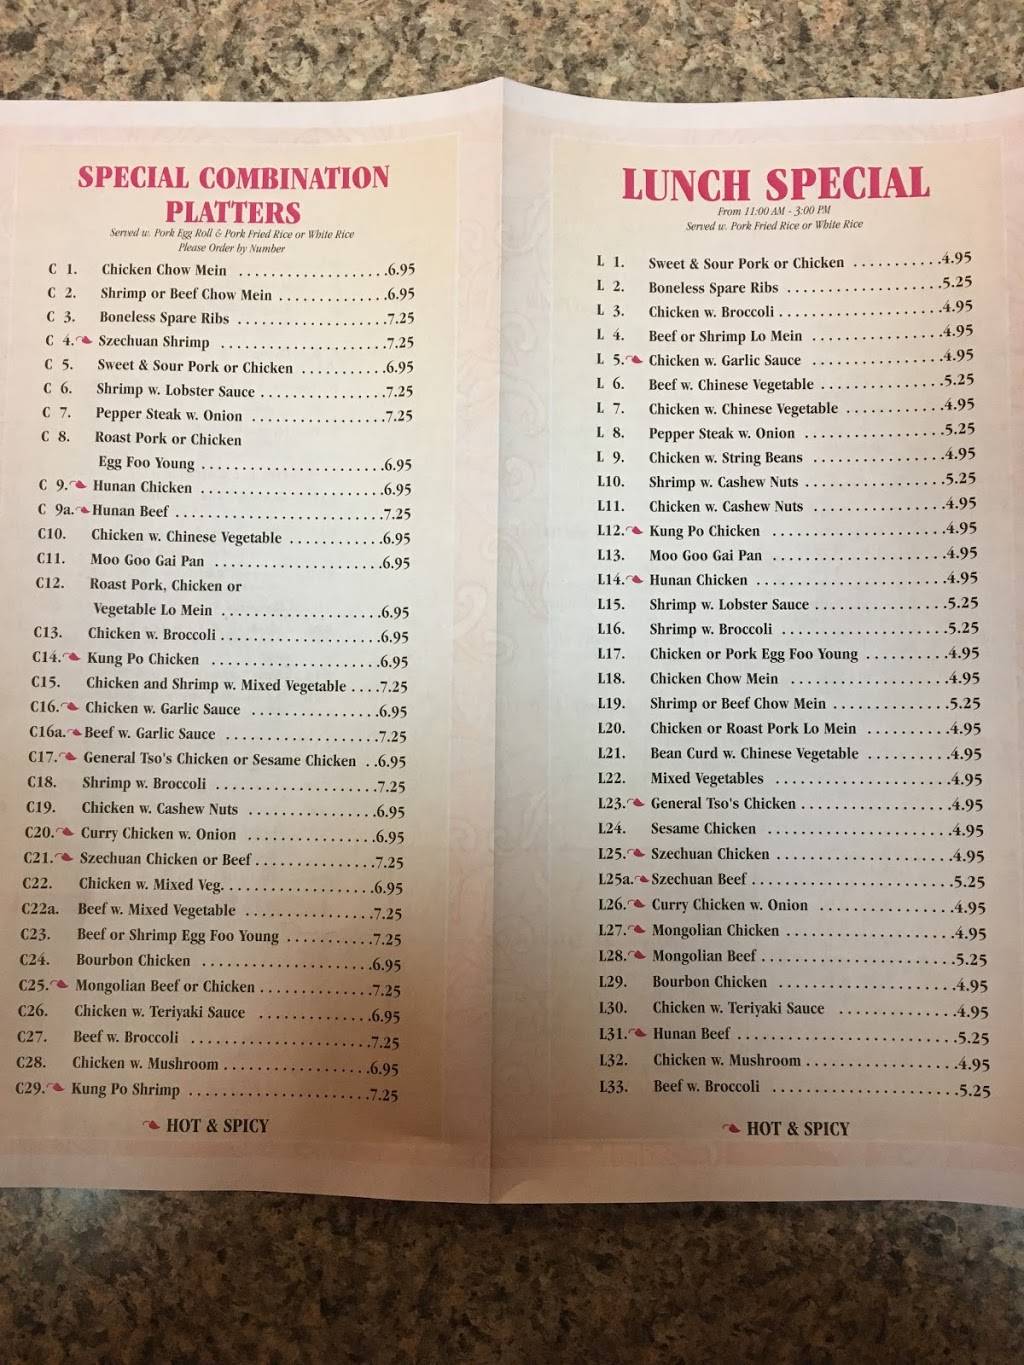 SPECIAL COMBINATION
PLATTERS
Served w. Pork Egg Roll & Pork Fried Rice or White Rice
Please Order by Number
C 1. Chicken Chow Mein ..................6.95
C 2. Shrimp or Beef Chow Mein ..............6.95
C 3. Boneless Spare Ribs ..................7.25
C 4. Szechuan Shrimp ....................7.25
C 5. Sweet & Sour Pork or Chicken ...........6.95
C 6. Shrimp w. Lobster Sauce ................7.25
C 7. Pepper Steak w. Onion .................7.25
C 8. Roast Pork or Chicken
Egg Foo Young ......................6.95
C 9. Hunan Chicken ......................6.95
C 9a. Hunan Beef .........................7.25
C10. Chicken w. Chinese Vegetable ............6.95
C11. Moo Goo Gai Pan .....................6.95
C12. Roast Pork, Chicken or
Vegetable Lo Mein ....................6.95
C13. Chicken w. Broccoli ....................6.95
C14. Kung Po Chicken .....................6.95
C15. Chicken and Shrimp w. Mixed Vegetable ....7.25
C16. Chicken w. Garlic Sauce ................6.95
C16a. Beef w. Garlic Sauce ...................7.25
C17. General Tso's Chicken or Sesame Chicken ..6.95
C18. Shrimp w. Broccoli ....................7.25
C19. Chicken w. Cashew Nuts ................6.95
C20. Curry Chicken w. Onion ................6.95
C21. Szechuan Chicken or Beef ...............7.25
C22. Chicken w. Mixed Veg. ..................6.95
C22a. Beef w. Mixed Vegetable ................7.25
C23. Beef or Shrimp Egg Foo Young ...........7.25
C24. Bourbon Chicken .....................6.95
C25. Mongolian Beef or Chicken ..............7.25
C26. Chicken w. Teriyaki Sauce ..............6.95
C27. Beef w. Broccoli ......................7.25
C28. Chicken w. Mushroom ..................6.95
C29. Kung Po Shrimp ......................7.25
HOT & SPICY
LUNCH SPECIAL
From 11:00 AM - 3:00 PM
Served w. Pork Fried Rice or White Rice
L 1. Sweet & Sour Pork or Chicken ...........4.95
L 2. Boneless Spare Ribs ...................5.25
L 3. Chicken w. Broccoli ....................4.95
L 4. Beef or Shrimp Lo Mein ................4.95
L 5. Chicken w. Garlic Sauce .................4.95
L 6. Beef w. Chinese Vegetable ...............5.25
L 7. Chicken w. Chinese Vegetable ............4.95
L 8. Pepper Steak w. Onion .................5.25
L 9. Chicken w. String Beans ................4.95
L10. Shrimp w. Cashew Nuts .................5.25
L11. Chicken w. Cashew Nuts ................4.95
L12. Kung Po Chicken .....................4.95
L13. Moo Goo Gai Pan .....................4.95
L14. Hunan Chicken .......................4.95
L15. Shrimp w. Lobster Sauce ................5.25
L16. Shrimp w. Broccoli ....................5.25
L17. Chicken or Pork Egg Foo Young ..........4.95
L18. Chicken Chow Mein ...................4.95
L19. Shrimp or Beef Chow Mein ..............5.25
L20. Chicken or Roast Pork Lo Mein ..........4.95
L21. Bean Curd w. Chinese Vegetable ..........4.95
L22. Mixed Vegetables .....................4.95
L23. General Tso's Chicken ..................4.95
L24. Sesame Chicken ......................4.95
L25. Szechuan Chicken .....................4.95
L25a. Szechuan Beef ........................5.25
L26. Curry Chicken w. Onion ................4.95
L27. Mongolian Chicken ....................4.95
L28. Mongolian Beef .......................5.25
L29. Bourbon Chicken .....................4.95
L30. Chicken w. Teriyaki Sauce ..............4.95
L31. Hunan Beef ..........................5.25
L32. Chicken w. Mushroom ..................4.95
L33. Beef w. Broccoli ......................5.25
HOT & SPICY